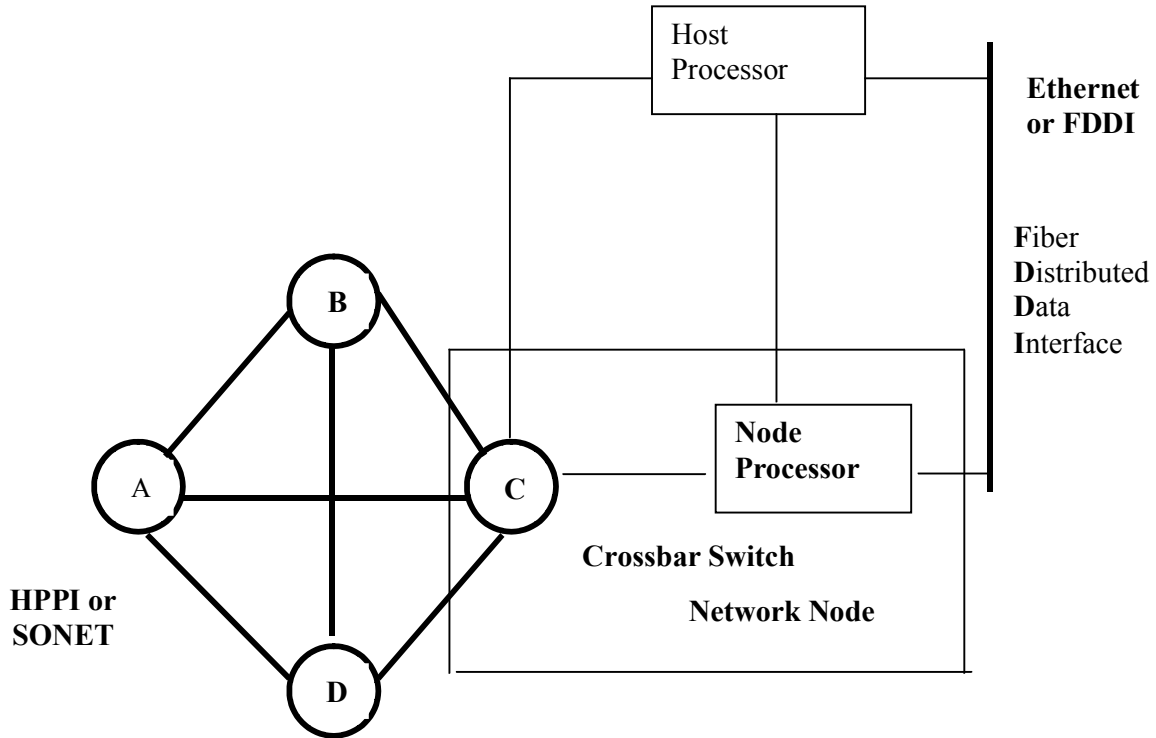 Host
Processor
Ethernet
or FDDI
Fiber
Distributed
Data
Interface
B
Node
Processor
A
C
Crossbar Switch
HPPI or
SONET
Network Node
D